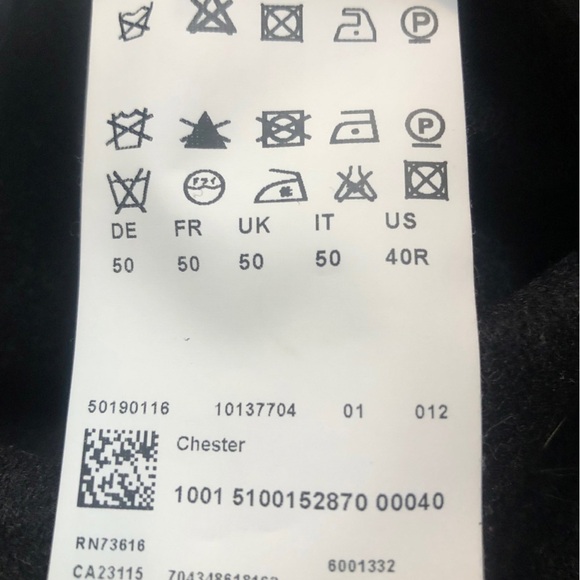 P
P
DE FR UK IT US
50 50 50 50 40R
50190116 10137704 01 012
Chester
1001 5100152870 00040
RN73616
CA23115 6001332